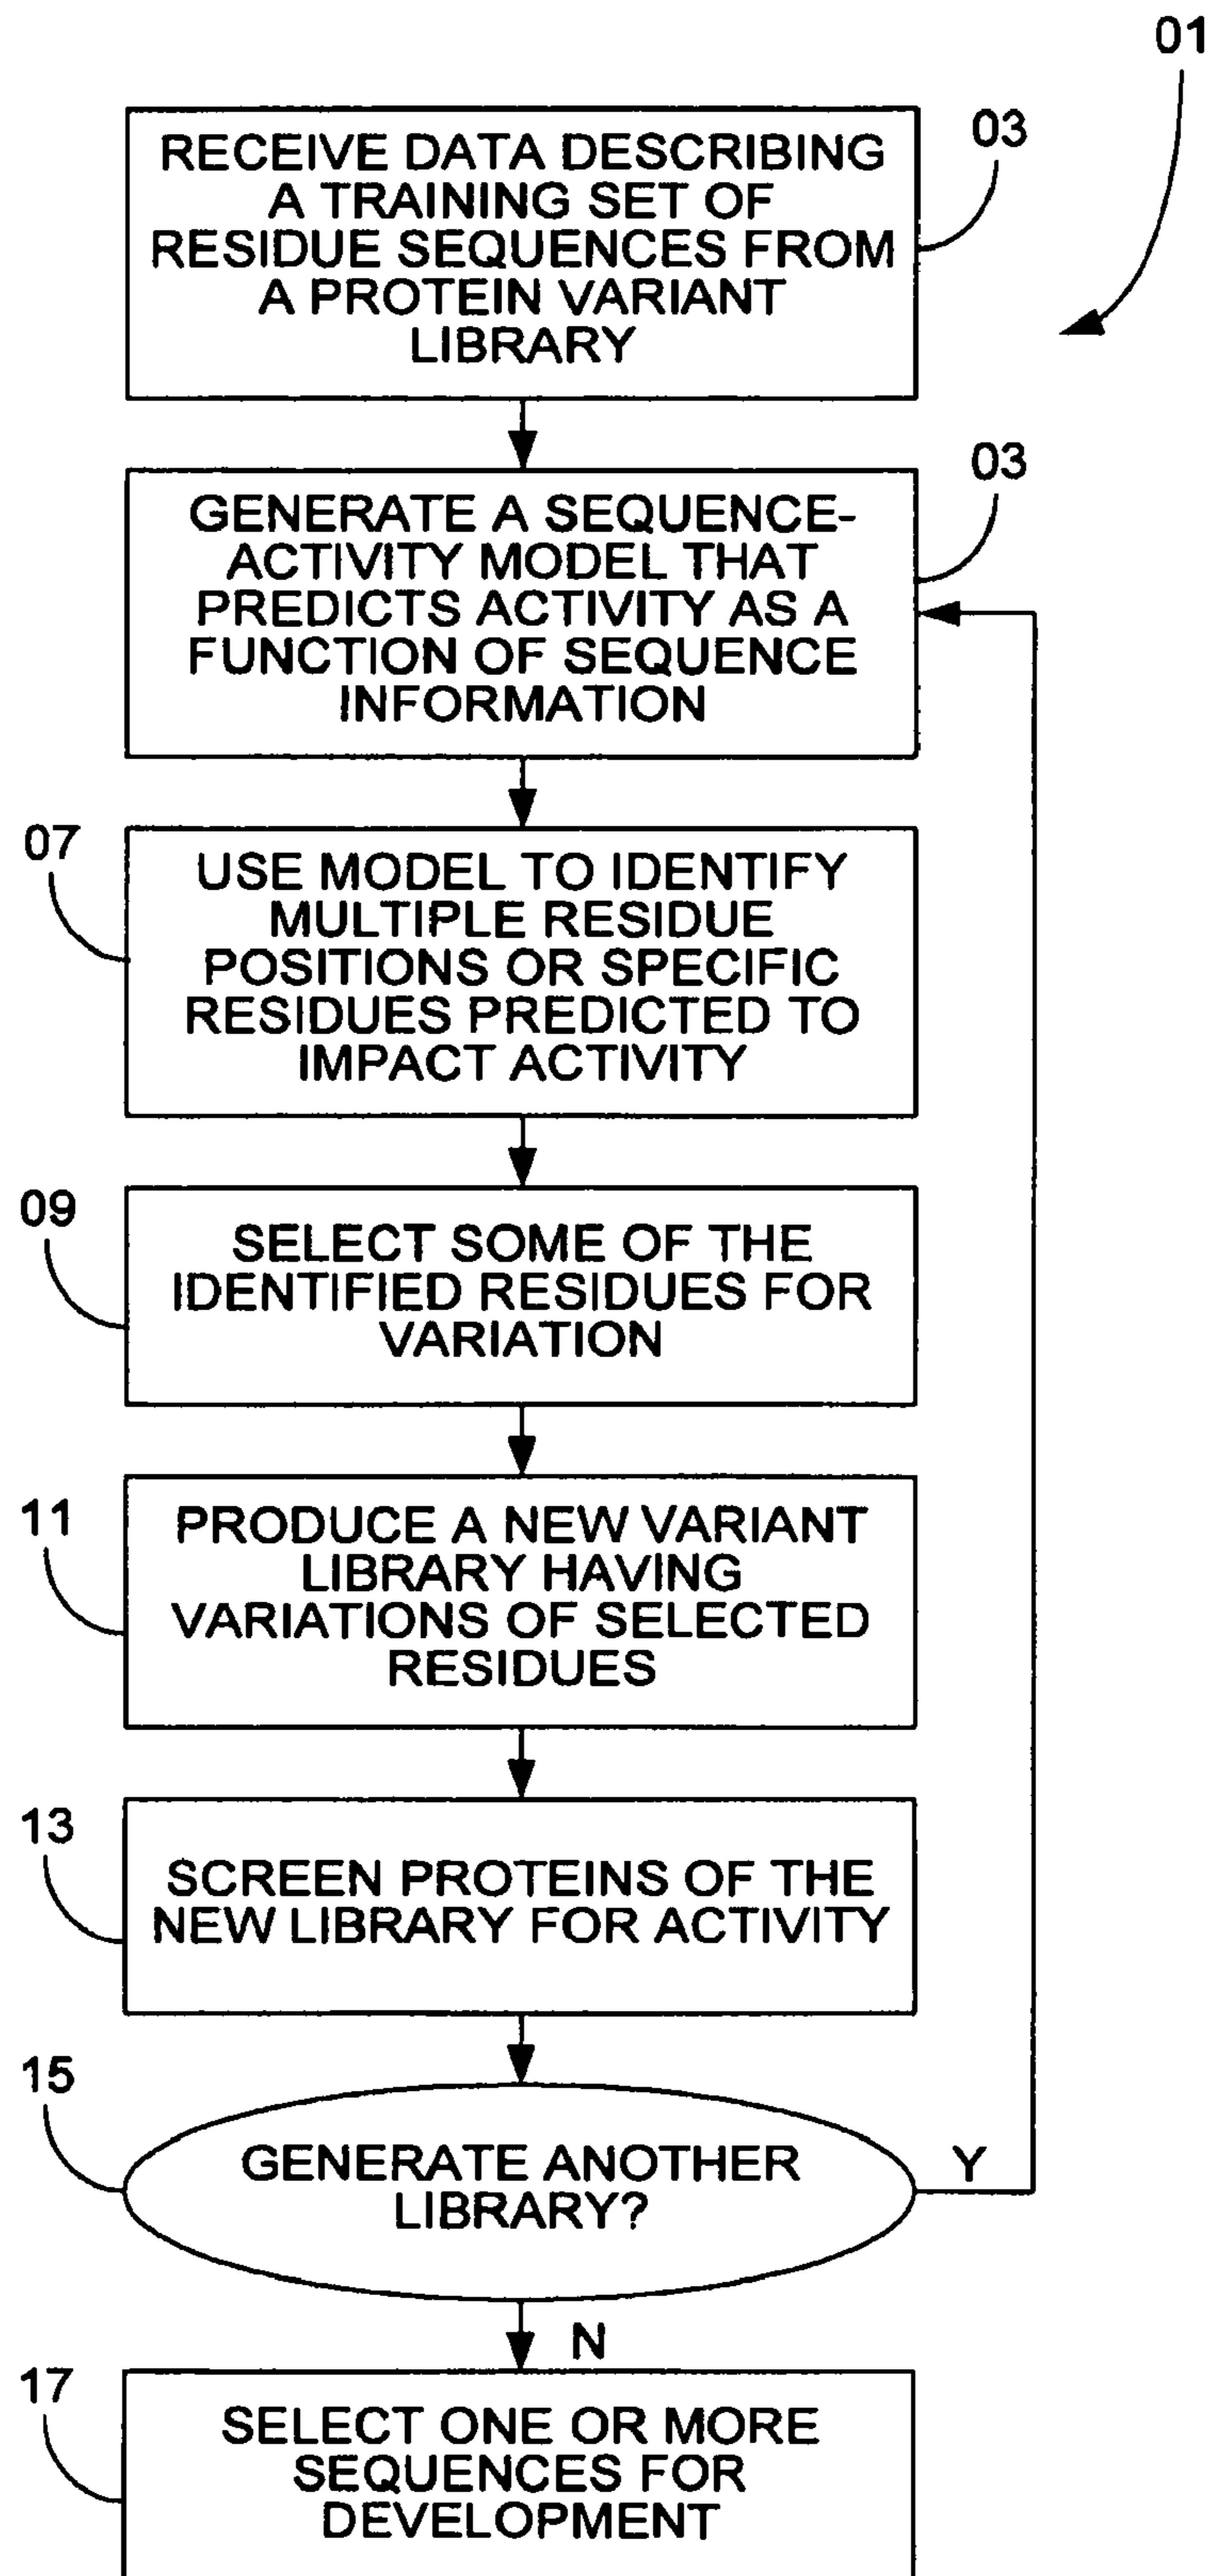 01
RECEIVE DATA DESCRIBING
A TRAINING SET OF
RESIDUE SEQUENCES FROM
A PROTEIN VARIANT
LIBRARY
03
GENERATE A SEQUENCE-
ACTIVITY MODEL THAT
PREDICTS ACTIVITY AS A
FUNCTION OF SEQUENCE
INFORMATION
03
07
USE MODEL TO IDENTIFY
MULTIPLE RESIDUE
POSITIONS OR SPECIFIC
RESIDUES PREDICTED TO
IMPACT ACTIVITY
09
SELECT SOME OF THE
IDENTIFIED RESIDUES FOR
VARIATION
11
PRODUCE A NEW VARIANT
LIBRARY HAVING
VARIATIONS OF SELECTED
RESIDUES
13
SCREEN PROTEINS OF THE
NEW LIBRARY FOR ACTIVITY
15
GENERATE ANOTHER
LIBRARY?
Y
N
17
SELECT ONE OR MORE
SEQUENCES FOR
DEVELOPMENT